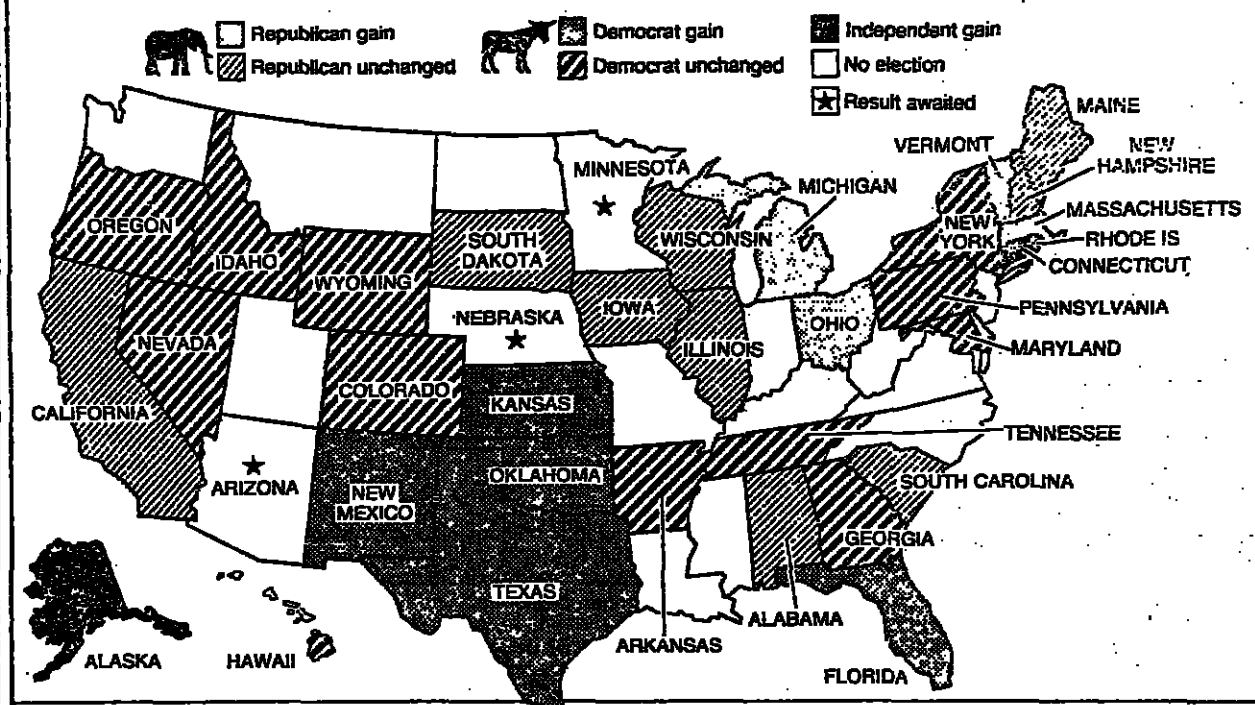 Republican gain
Republican unchanged
Democrat gain
Democrat unchanged
Independent gain
No election
★ Result awaited
MAINE
VERMONT
NEW
HAMPSHIRE
MINNESOTA
★
MICHIGAN
MASSACHUSETTS
NEW
YORK
RHODE IS
CONNECTICUT
OREGON
IDAHO
WYOMING
SOUTH
DAKOTA
WISCONSIN
PENNSYLVANIA
NEBRASKA
★
IOWA
ILLINOIS
OHIO
MARYLAND
NEVADA
COLORADO
KANSAS
CALIFORNIA
TENNESSEE
★
ARIZONA
NEW
MEXICO
OKLAHOMA
SOUTH CAROLINA
GEORGIA
TEXAS
ALABAMA
ARKANSAS
ALASKA
HAWAII
FLORIDA